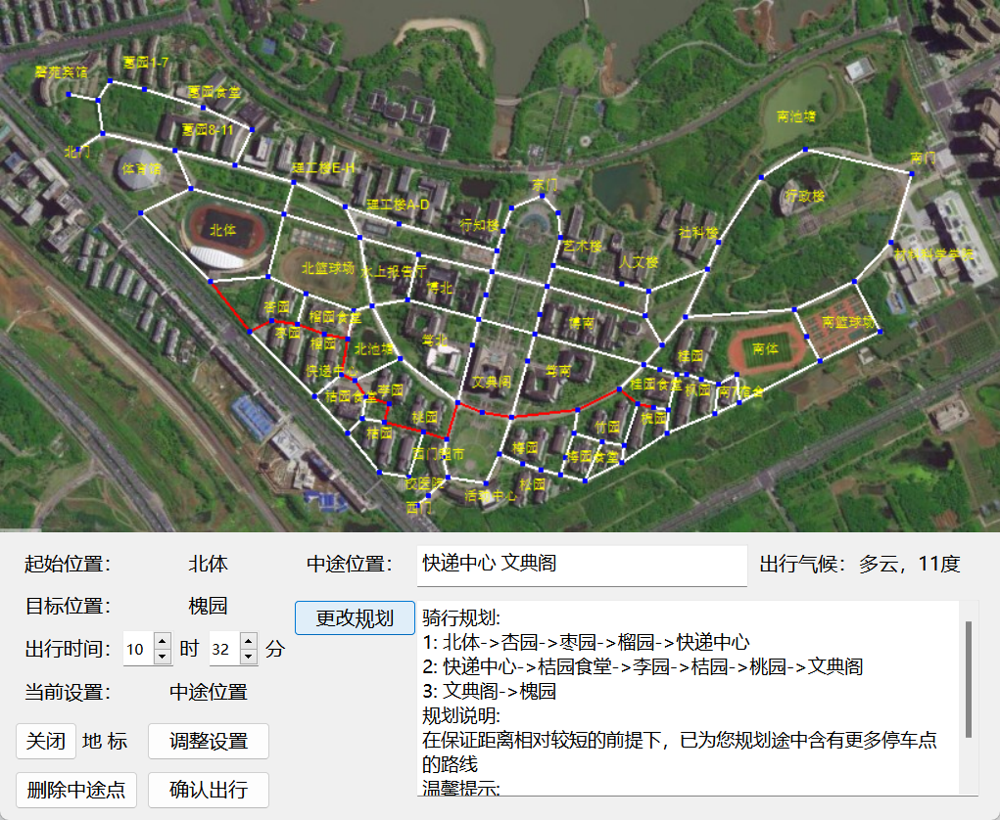 蕙园1-7
馨苑宾馆
蕙园食堂
南池塘
蕙园8-11
北门
南门
体育馆
理工楼E-H
东门
行政楼
理工楼A-D
行知楼
北体
社科楼
艺术楼
材料科学学院
人文楼
北篮球场
水上报告厅
博北
杏园
榴园食堂
博南
南篮球场
枣园
榴园
北池塘
笃北
南体
桂园
快递中心
笃南
文典阁
桔园食堂
李园
桂园食堂
枫园
南7宿舍
桃园
槐园
桔园
竹园
西门超市
梅园
梅园食堂
校医院
松园
活动中心
西门
起始位置：
北体
中途位置：
快递中心 文典阁
出行气候：
多云，11度
目标位置：
槐园
更改规划
骑行规划:
出行时间：
10
时
32
分
1: 北体->杏园->枣园->榴园->快递中心
2: 快递中心->桔园食堂->李园->桔园->桃园->文典阁
当前设置：
中途位置
3: 文典阁->槐园
规划说明:
关闭
地 标
调整设置
在保证距离相对较短的前提下，已为您规划途中含有更多停车点
的路线
删除中途点
确认出行
温馨提示: